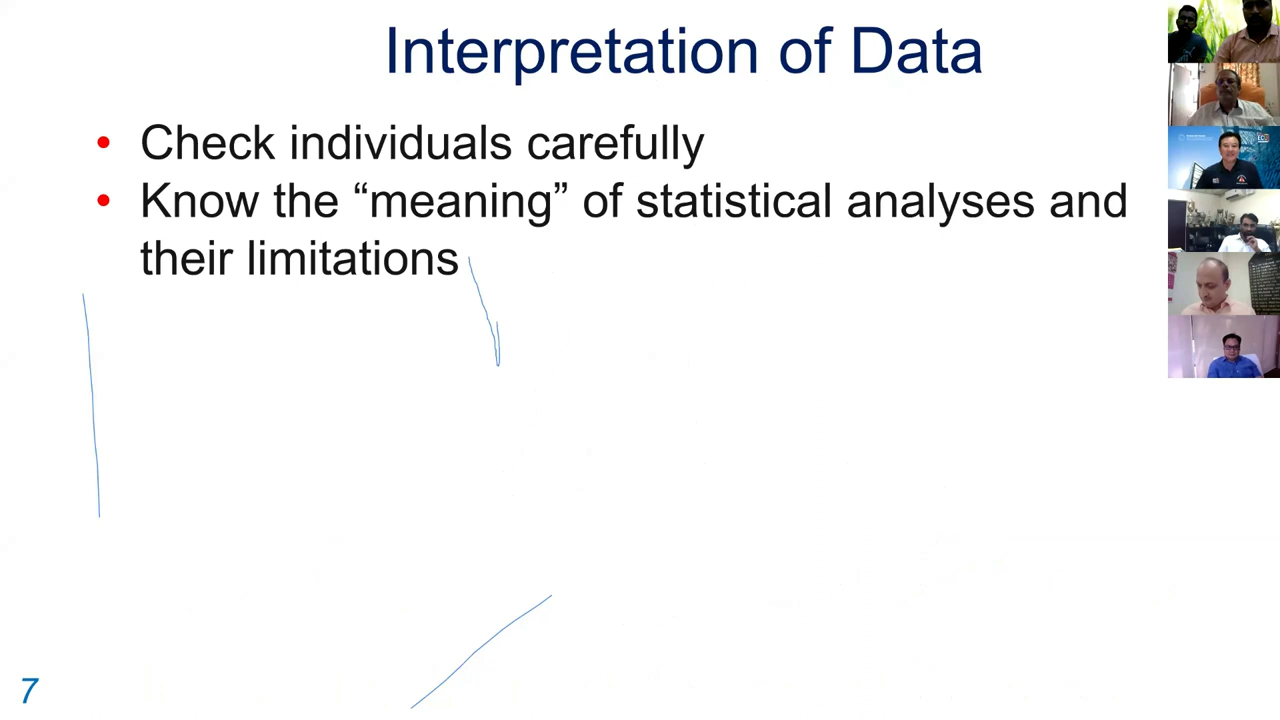 Interpretation of Data
• Check individuals carefully
• Know the “meaning” of statistical analyses and
their limitations
7